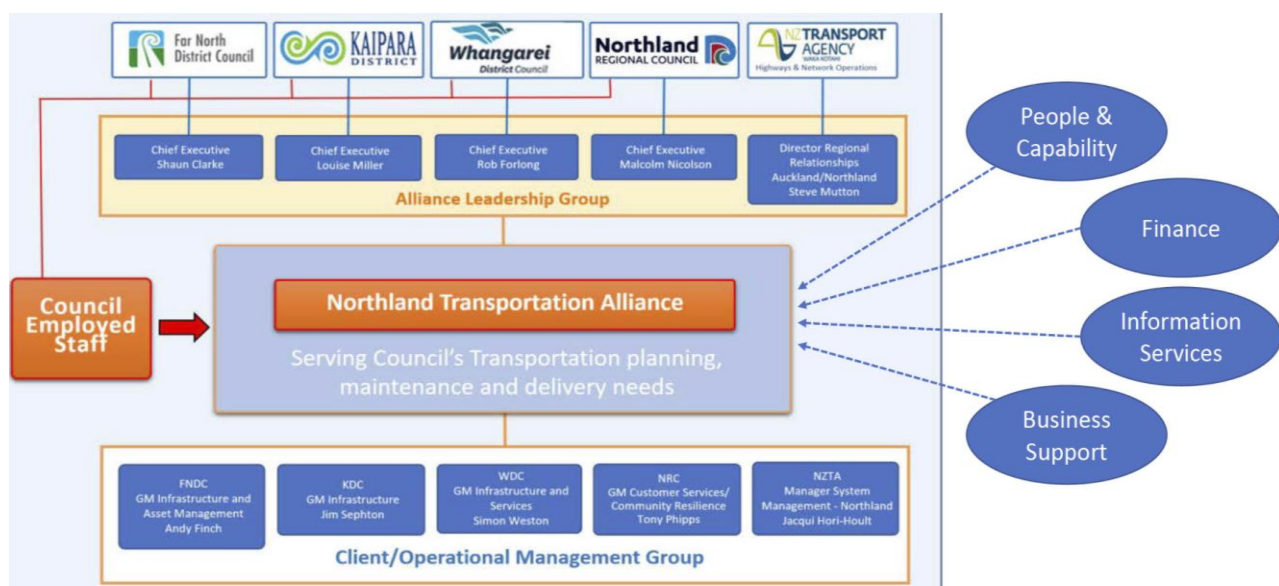 Far North
District Council
KAIPARA
DISTRICT
Whangarei
District Council
Northland
REGIONAL COUNCIL
NZ TRANSPORT
AGENCY
WAKA KOTAHI
Highways & Network Operations
Chief Executive
Shaun Clarke
Chief Executive
Louise Miller
Chief Executive
Rob Forlong
Chief Executive
Malcolm Nicolson
Director Regional
Relationships
Auckland/Northland
Steve Mutton
Alliance Leadership Group
People &
Capability
Finance
Information
Services
Business
Support
Council
Employed
Staff
Northland Transportation Alliance
Serving Council's Transportation planning,
maintenance and delivery needs
FNDC
GM Infrastructure and
Asset Management
Andy Finch
KDC
GM Infrastructure
Jim Sephton
WDC
GM Infrastructure and
Services
Simon Weston
NRC
GM Customer Services/
Community Resilience
Tony Phipps
NZTA
Manager System
Management - Northland
Jacqui Hori-Hoult
Client/Operational Management Group